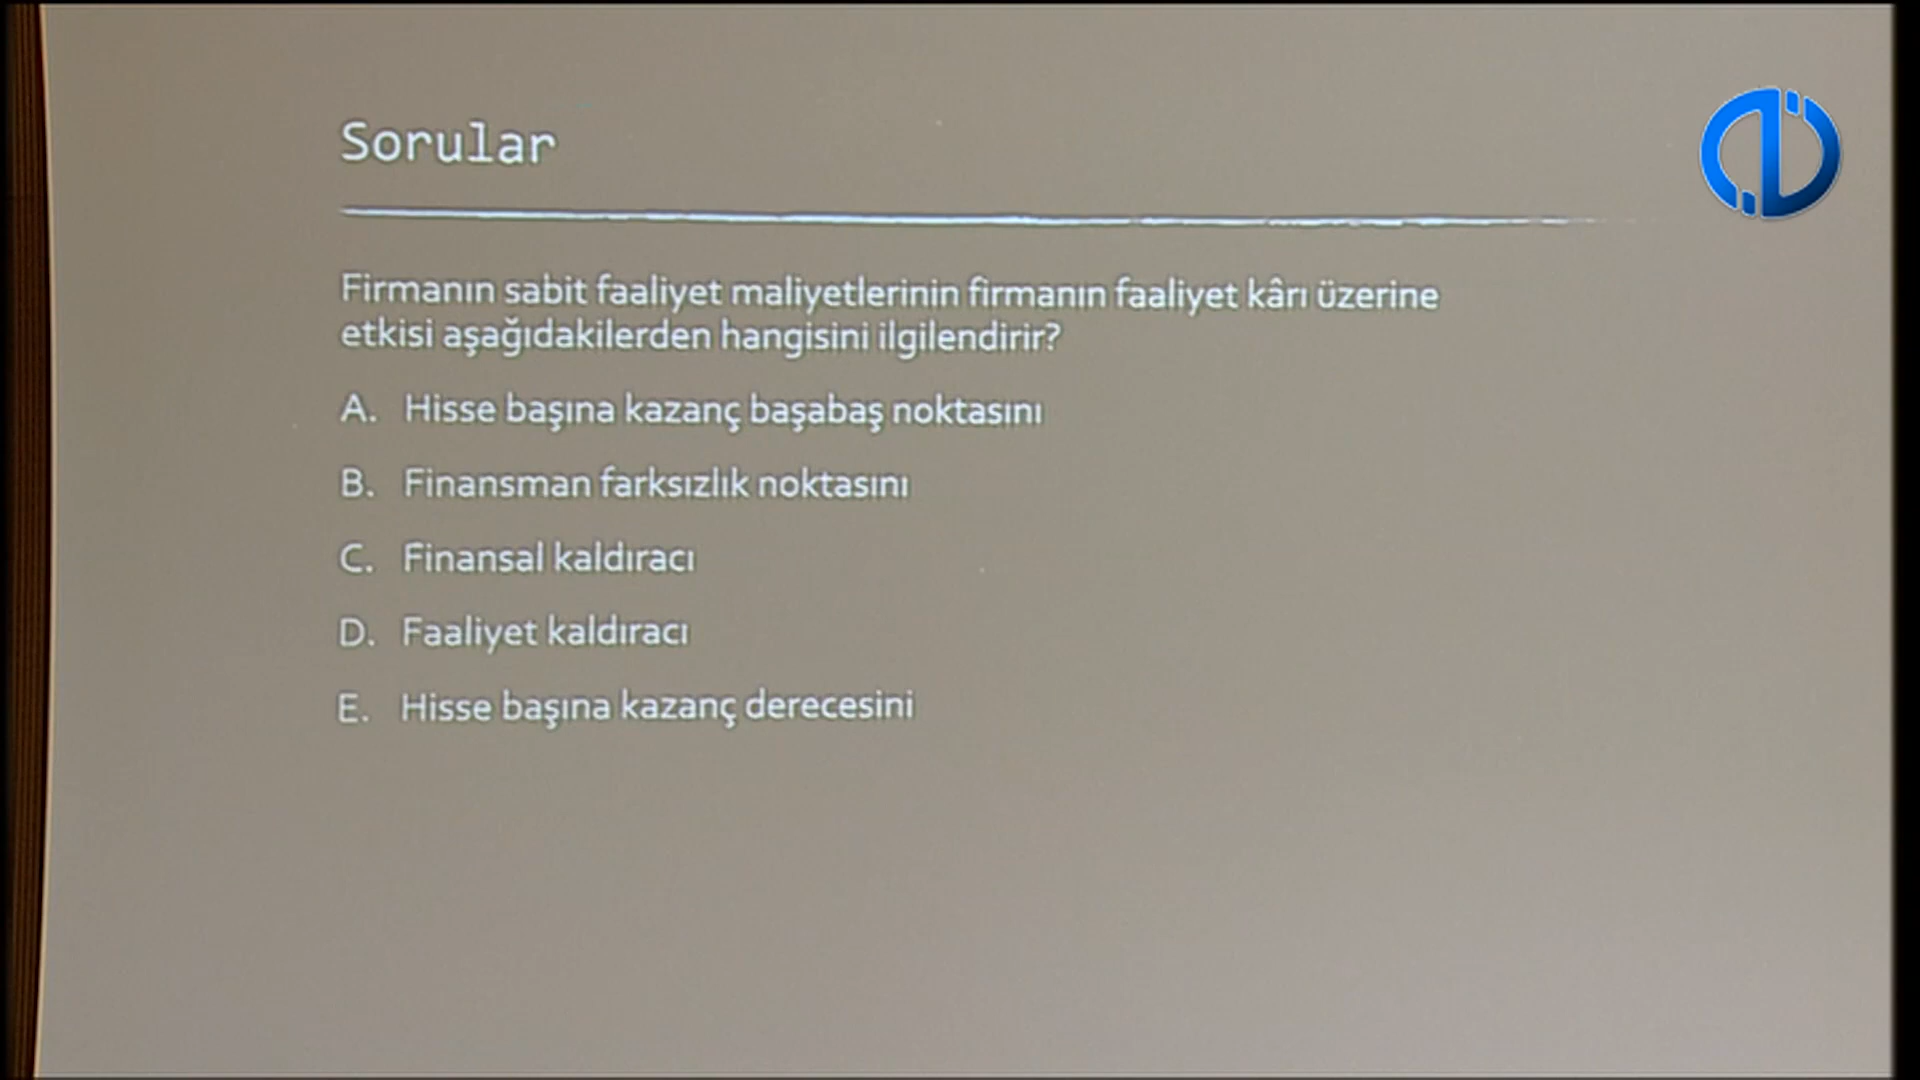 Sorular
Firmanın sabit faaliyet maliyetlerinin firmanın faaliyet kârı üzerine
etkisi aşağıdakilerden hangisini ilgilendirir?
A. Hisse başına kazanç başabaş noktasını
B. Finansman farksızlık noktasını
C. Finansal kaldıracı
D. Faaliyet kaldıracı
E. Hisse başına kazanç derecesini